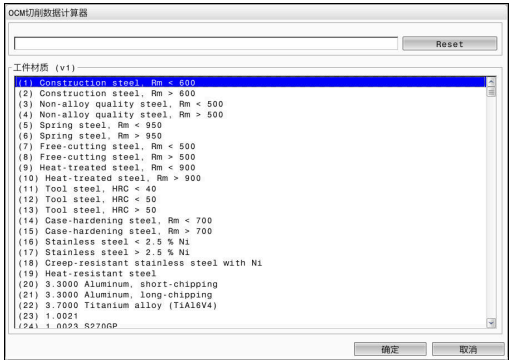 OCM切削数据计算器
Reset
工件材质 (v1)
(1) Construction steel, Rm < 600
(2) Construction steel, Rm > 600
(3) Non-alloy quality steel, Rm < 500
(4) Non-alloy quality steel, Rm > 500
(5) Spring steel, Rm < 950
(6) Spring steel, Rm > 950
(7) Free-cutting steel, Rm < 500
(8) Free-cutting steel, Rm > 500
(9) Heat-treated steel, Rm < 900
(10) Heat-treated steel, Rm > 900
(11) Tool steel, HRC < 40
(12) Tool steel, HRC < 50
(13) Tool steel, HRC > 50
(14) Case-hardening steel, Rm < 700
(15) Case-hardening steel, Rm > 700
(16) Stainless steel < 2.5 % Ni
(17) Stainless steel > 2.5 % Ni
(18) Creep-resistant stainless steel with Ni
(19) Heat-resistant steel
(20) 3.3000 Aluminum, short-chipping
(21) 3.3000 Aluminum, long-chipping
(22) 3.7000 Titanium alloy (TiAl6V4)
(23) 1.0021
(24) 1.0023 S270GP
确定 取消